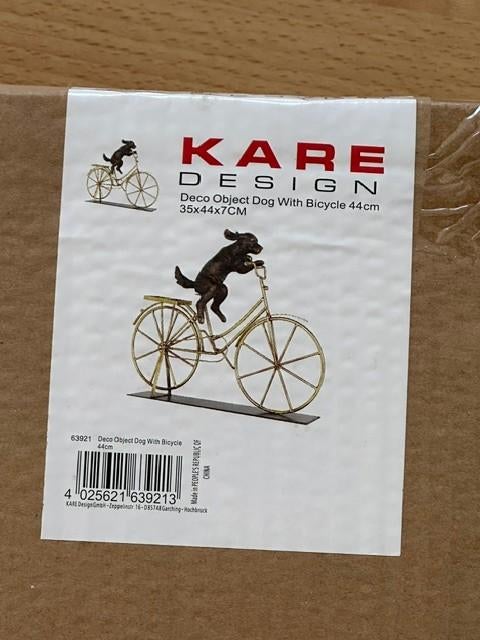 KARE
DESIGN
Deco Object Dog With Bicycle 44cm
35x44x7CM
63921 Deco Object Dog With Bicycle
44cm
Made in PEOPLE'S REPUBLIC OF
CHINA
4 025621 639213
KARE Design GmbH - Zeppelinstr. 16 - D 85748 Garching - Hochbrück